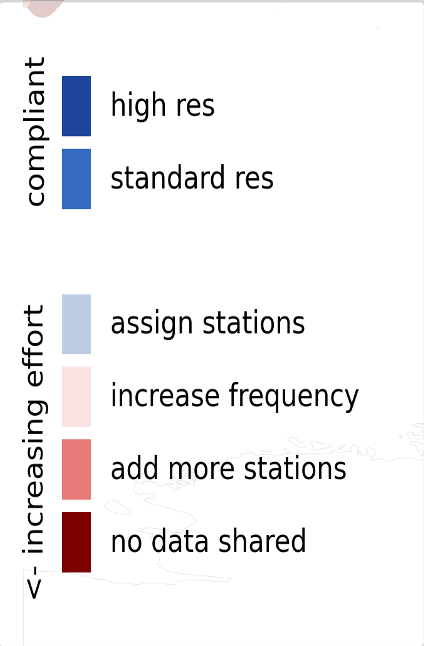 compliant
high res
standard res
<- increasing effort
assign stations
increase frequency
add more stations
no data shared